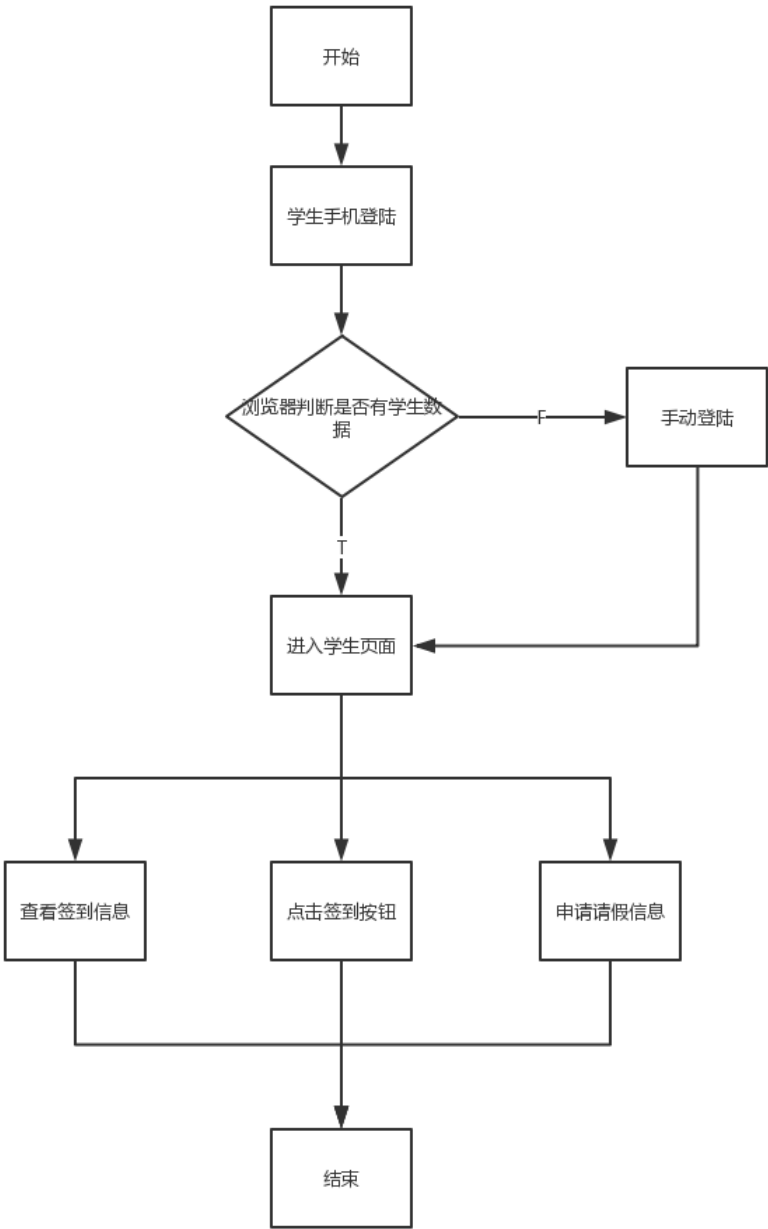 开始
学生手机登陆
浏览器判断是否有学生数
据
F
手动登陆
T
进入学生页面
查看签到信息
点击签到按钮
申请请假信息
结束